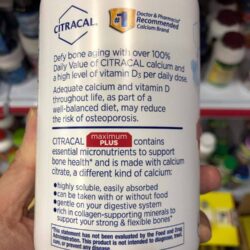 CITRACAL
#1
Doctor & Pharmacist
Recommended
Calcium Brand
Defy bone aging with over 100%
Daily Value of CITRACAL calcium and
a high level of vitamin D₃ per daily dose.
Adequate calcium and vitamin D
throughout life, as part of a
well-balanced diet, may reduce
the risk of osteoporosis.
CITRACAL maximum PLUS contains
essential micronutrients to support
bone health* and is made with calcium
citrate, a different kind of calcium:
•highly soluble, easily absorbed
•can be taken with or without food
•gentle on your digestive system
•rich in collagen-supporting minerals to
support your strong & flexible bones*
*This statement has not been evaluated by the Food and Drug
Administration. This product is not intended to diagnose,